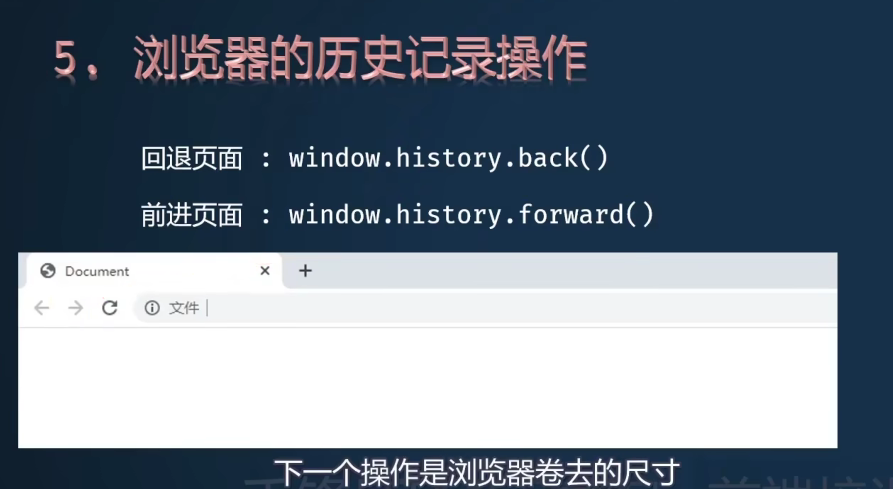 5. 浏览器的历史记录操作
回退页面 : window.history.back()
前进页面 : window.history.forward()
Document
文件
下一个操作是浏览器卷去的尺寸